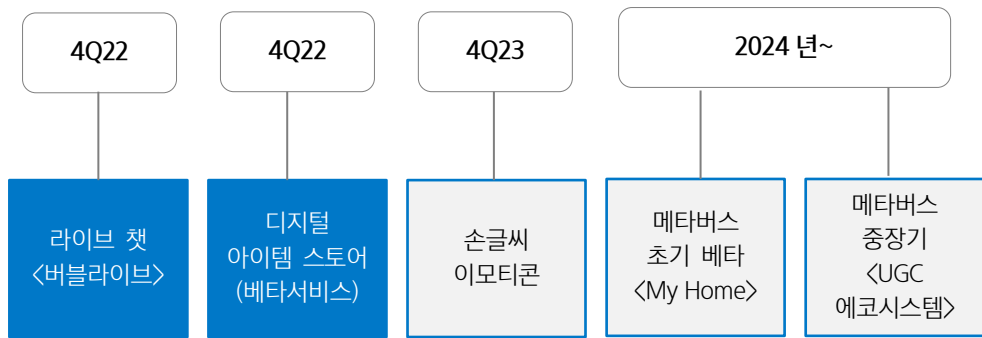 4Q22
4Q22
4Q23
2024 년~
라이브 챗
<버블라이브>
디지털
아이템 스토어
(베타서비스)
손글씨
이모티콘
메타버스
초기 베타
<My Home>
메타버스
중장기
<UGC
에코시스템>